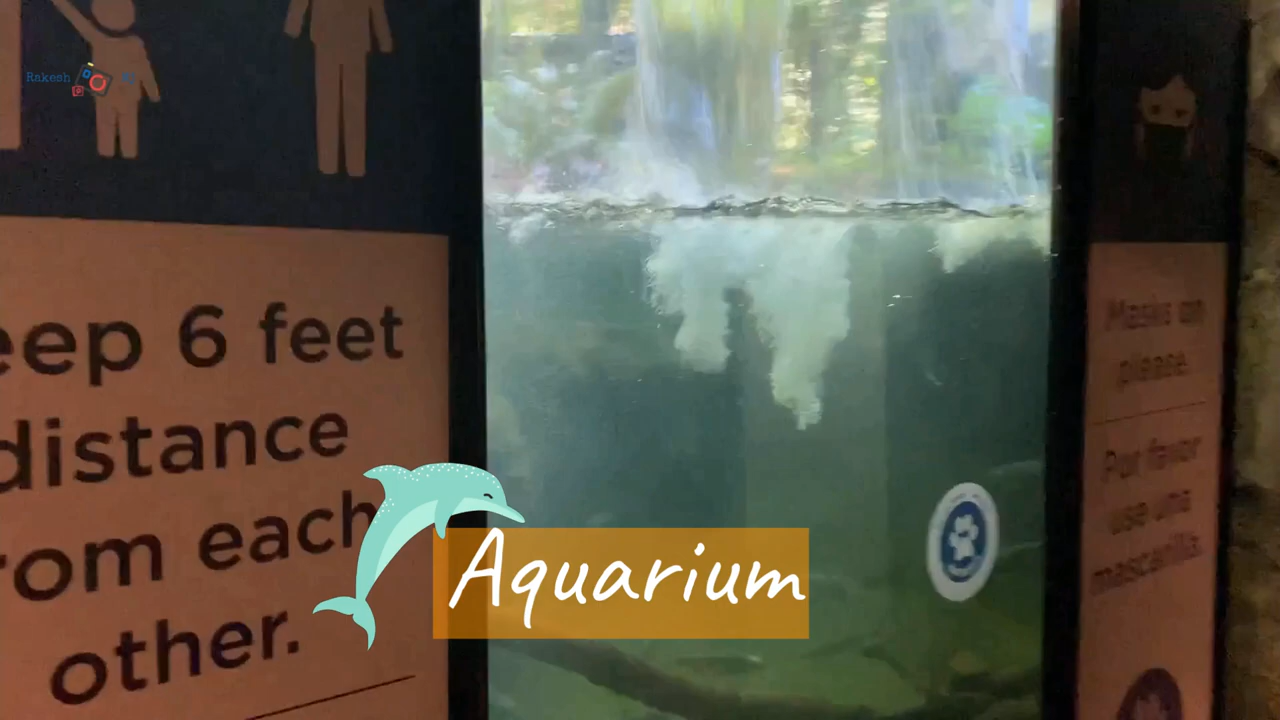 Rakesh
eep 6 feet
distance
rom each
other.
Aquarium
Masks on
please.
Por favor
use una
mascarilla.